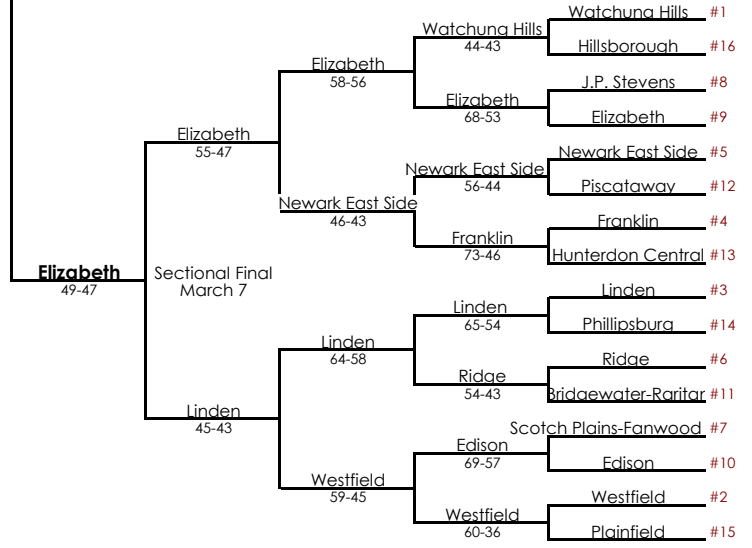 Watchung Hills #1
Watchung Hills
44-43
Hillsborough #16
Elizabeth
58-56
J.P. Stevens #8
Elizabeth
68-53
Elizabeth #9
Elizabeth
55-47
Newark East Side #5
Newark East Side
56-44
Piscataway #12
Newark East Side
46-43
Franklin #4
Franklin
73-46
Hunterdon Central #13
Elizabeth
49-47
Sectional Final
March 7
Linden #3
Linden
65-54
Phillipsburg #14
Linden
64-58
Ridge #6
Ridge
54-43
Bridgewater-Raritan #11
Linden
45-43
Scotch Plains-Fanwood #7
Edison
69-57
Edison #10
Westfield
59-45
Westfield #2
Westfield
60-36
Plainfield #15